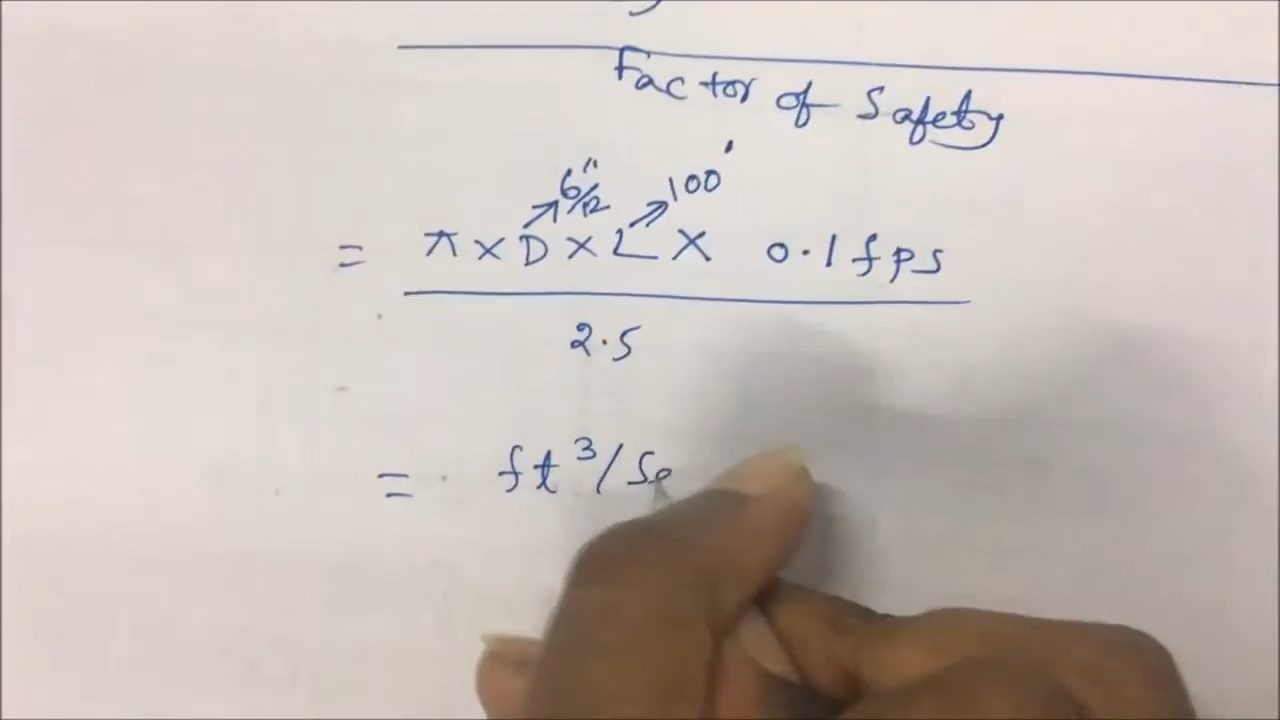 Factor of Safety
6"/12 100'
= π x D x L x 0.1 fps
2.5
= ft³/Se